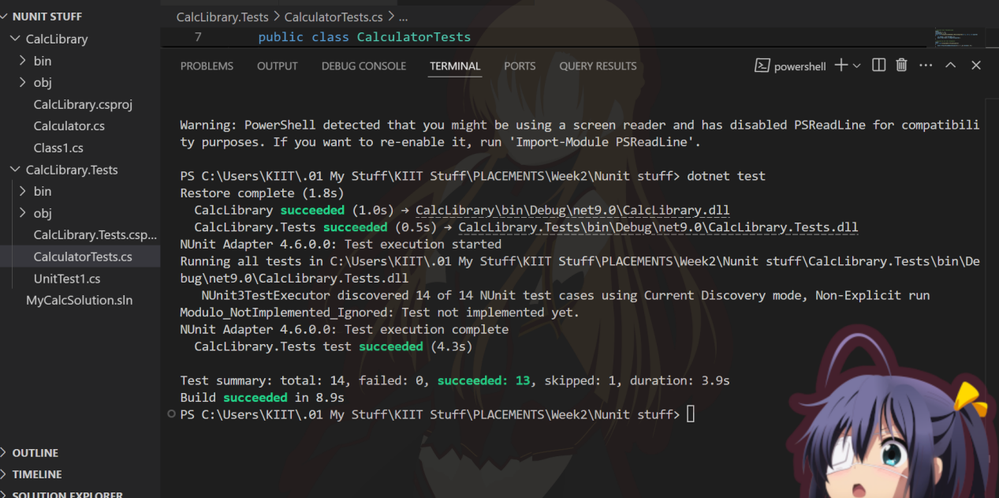 NUNIT STUFF
CalcLibrary
bin
obj
CalcLibrary.csproj
Calculator.cs
Class1.cs
CalcLibrary.Tests
bin
obj
CalcLibrary.Tests.csp...
CalculatorTests.cs
UnitTest1.cs
MyCalcSolution.sln
OUTLINE
TIMELINE
SOLUTION EXPLORER
CalcLibrary.Tests > CalculatorTests.cs > ...
7 public class CalculatorTests
PROBLEMS OUTPUT DEBUG CONSOLE TERMINAL PORTS QUERY RESULTS powershell
Warning: PowerShell detected that you might be using a screen reader and has disabled PSReadLine for compatibili
ty purposes. If you want to re-enable it, run 'Import-Module PSReadLine'.
PS C:\Users\KIIT\.01 My Stuff\KIIT Stuff\PLACEMENTS\Week2\Nunit stuff> dotnet test
Restore complete (1.8s)
CalcLibrary succeeded (1.0s) → CalcLibrary\bin\Debug\net9.0\CalcLibrary.dll
CalcLibrary.Tests succeeded (0.5s) → CalcLibrary.Tests\bin\Debug\net9.0\CalcLibrary.Tests.dll
NUnit Adapter 4.6.0.0: Test execution started
Running all tests in C:\Users\KIIT\.01 My Stuff\KIIT Stuff\PLACEMENTS\Week2\Nunit stuff\CalcLibrary.Tests\bin\De
bug\net9.0\CalcLibrary.Tests.dll
NUnit3TestExecutor discovered 14 of 14 NUnit test cases using Current Discovery mode, Non-Explicit run
Modulo_NotImplemented_Ignored: Test not implemented yet.
NUnit Adapter 4.6.0.0: Test execution complete
CalcLibrary.Tests test succeeded (4.3s)
Test summary: total: 14, failed: 0, succeeded: 13, skipped: 1, duration: 3.9s
Build succeeded in 8.9s
PS C:\Users\KIIT\.01 My Stuff\KIIT Stuff\PLACEMENTS\Week2\Nunit stuff>